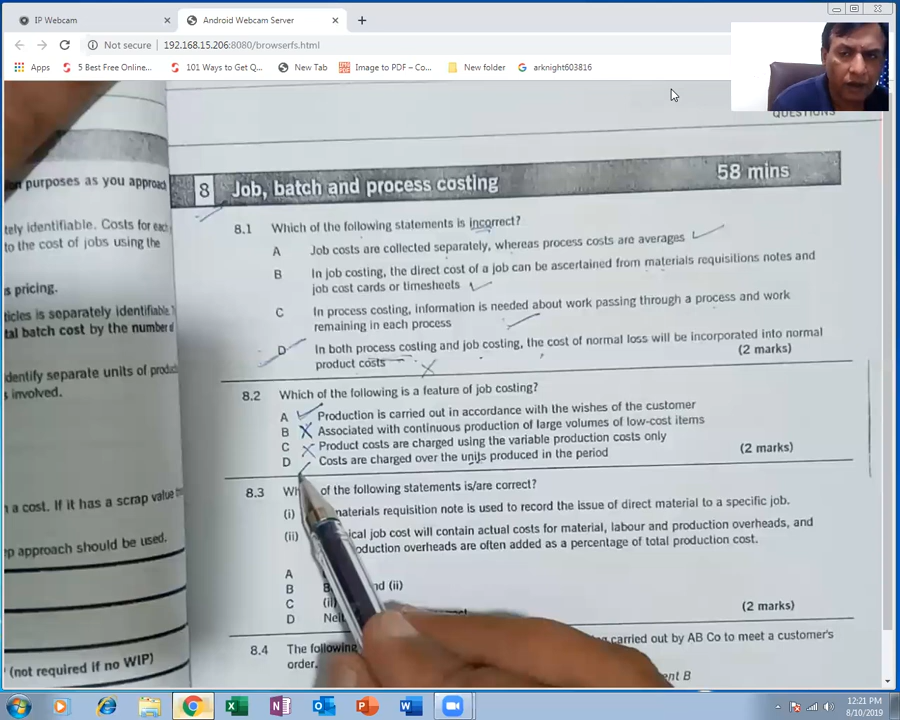 IP Webcam
Android Webcam Server
Not secure 192.168.15.206:8080/browserfs.html
Apps 5 Best Free Online... 101 Ways to Get Q... New Tab Image to PDF – Co... New folder arknight603816
QUESTIONS
purposes as you approach
8 Job, batch and process costing 58 mins
tely identifiable. Costs for each
to the cost of jobs using the
s pricing.
ticles is separately identifiable.
tal batch cost by the number of
dentify separate units of
s involved.
n a cost. If it has a scrap value
ep approach should be used.
(not required if no WIP)
8.1 Which of the following statements is incorrect?
A Job costs are collected separately, whereas process costs are averages
B In job costing, the direct cost of a job can be ascertained from materials requisitions notes and
job cost cards or timesheets
C In process costing, information is needed about work passing through a process and work
remaining in each process
D In both process costing and job costing, the cost of normal loss will be incorporated into normal
product costs (2 marks)
8.2 Which of the following is a feature of job costing?
A Production is carried out in accordance with the wishes of the customer
B Associated with continuous production of large volumes of low-cost items
C Product costs are charged using the variable production costs only
D Costs are charged over the units produced in the period (2 marks)
8.3 Wh of the following statements is/are correct?
(i) materials requisition note is used to record the issue of direct material to a specific job.
(ii) ical job cost will contain actual costs for material, labour and production overheads, and
oduction overheads are often added as a percentage of total production cost.
A
B B nd (ii)
C (ii)
D Nei (2 marks)
8.4 The following carried out by AB Co to meet a customer's
order.
ent B
12:21 PM
8/10/2019